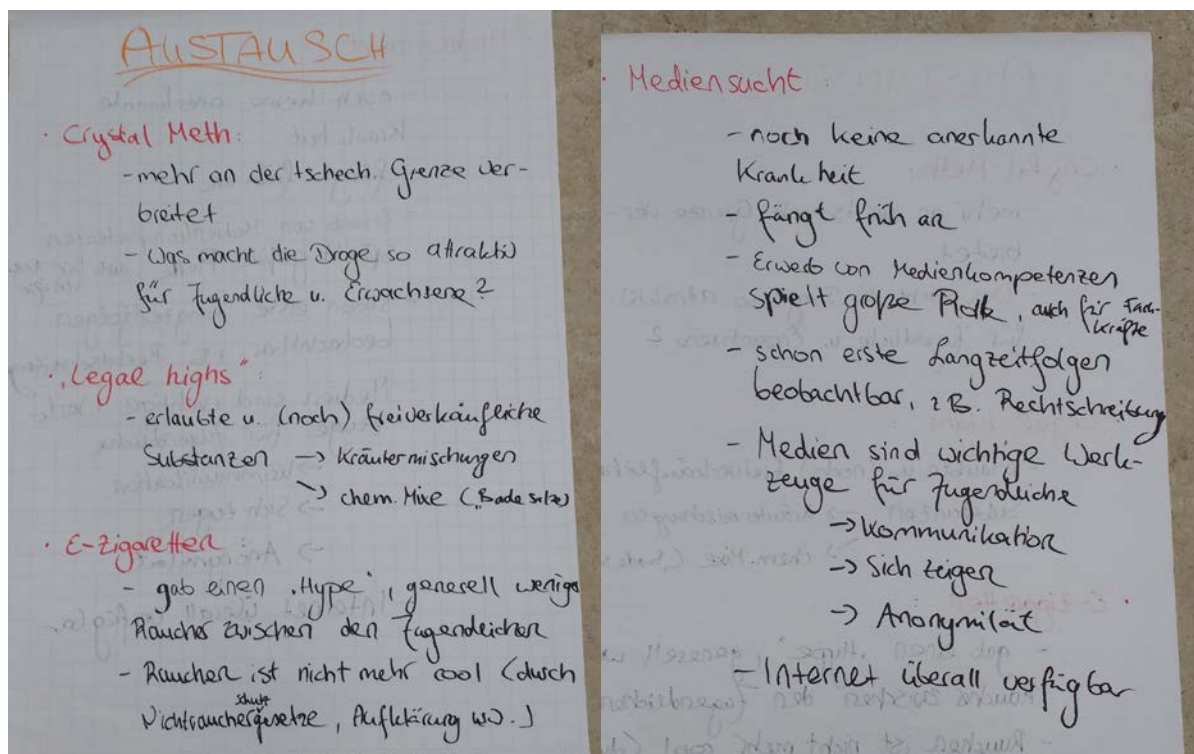 AUSTAUSCH
· Crystal Meth:
- mehr an der tschech. Grenze ver-
breitet
- Was macht die Droge so attraktiv
für Jugendliche u. Erwachsene?
· „Legal highs":
- erlaubte u. (noch) freiverkäufliche
Substanzen → Kräutermischungen
→ chem. Mixe („Badesalze)
· E-Zigaretten:
- gab einen „Hype", generell weniger
Raucher zwischen den Jugendlichen
- Rauchen ist nicht mehr cool (durch
Nichtraucherschutzgesetze, Aufklärung usw.)
· Mediensucht:
- noch keine anerkannte
Krankheit
- fängt früh an
- Erwerb von Medienkompetenzen
spielt große Rolle, auch für Fach-
kräfte
- schon erste Langzeitfolgen
beobachtbar, z.B. Rechtschreibung
- Medien sind wichtige Werk-
zeuge für Jugendliche
→ Kommunikation
→ Sich zeigen
→ Anonymität
- Internet überall verfügbar